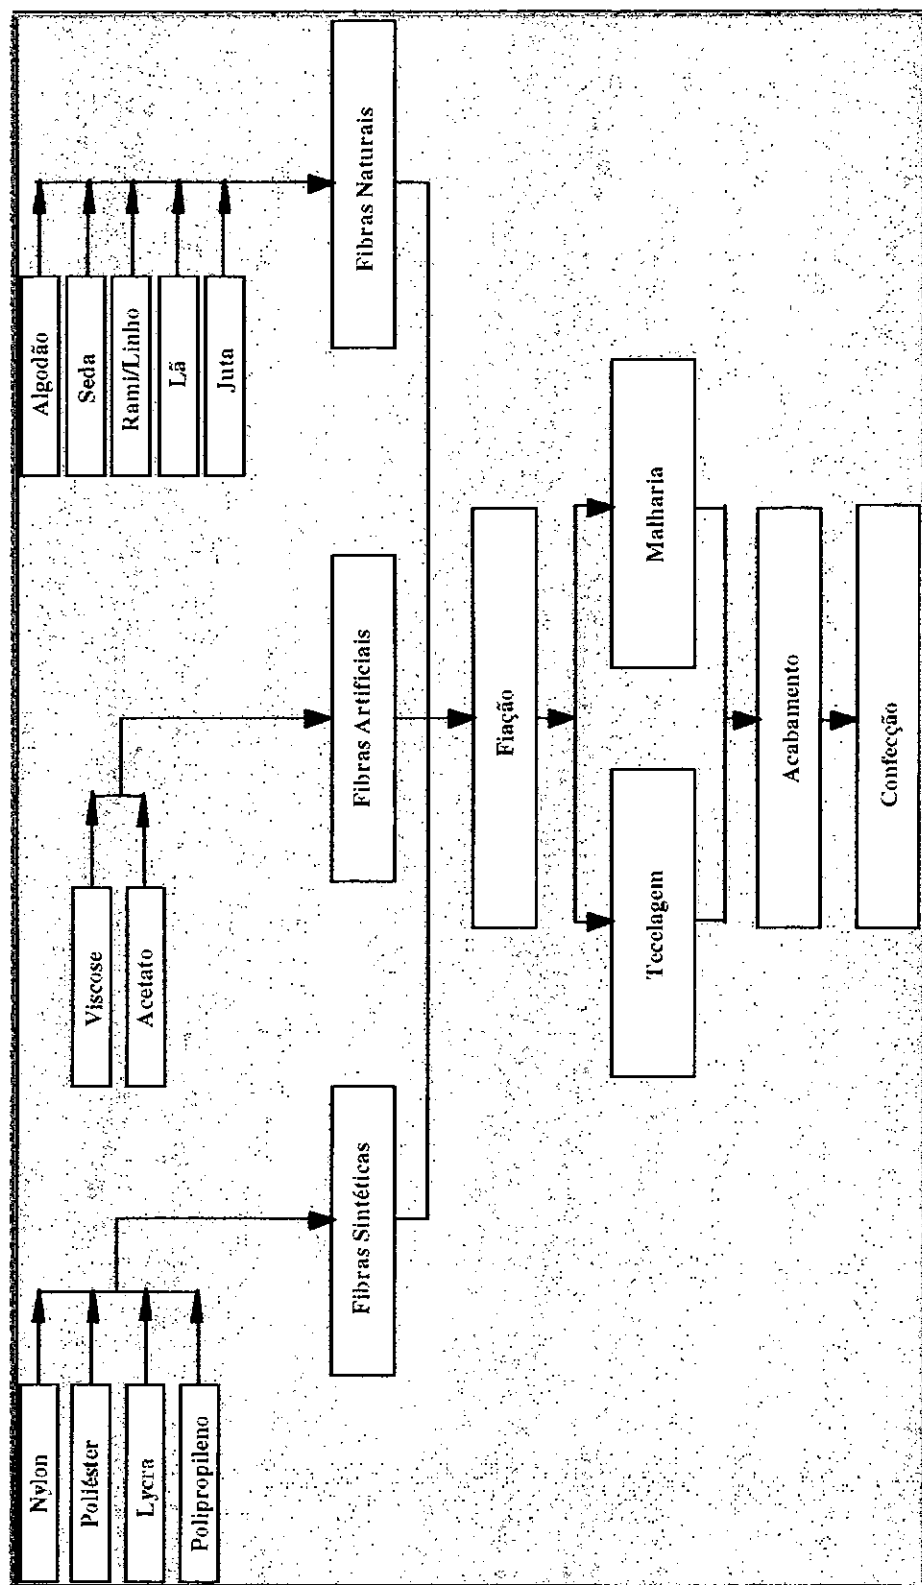 Nylon
Poliéster
Lycra
Polipropileno
Viscose
Acetato
Algodão
Seda
Rami/Linho
Lã
Juta
Fibras Sintéticas
Fibras Artificiais
Fibras Naturais
Fiação
Tecelagem
Malharia
Acabamento
Confecção